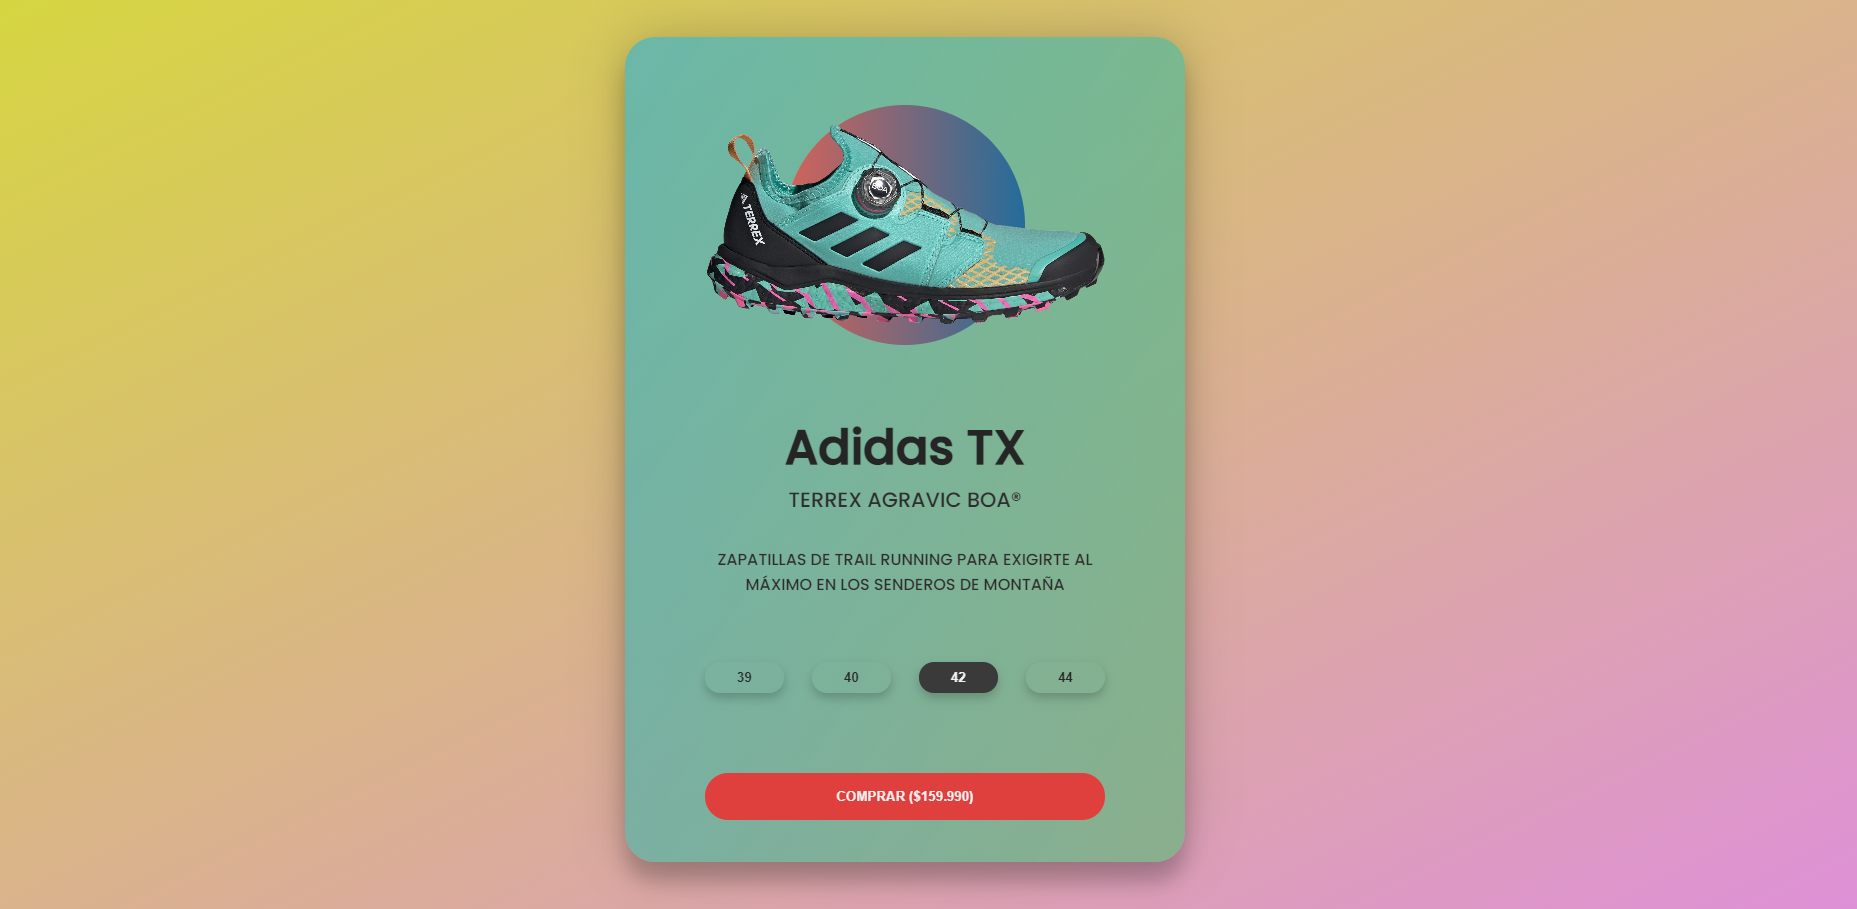 TERREX
BOA
Adidas TX
TERREX AGRAVIC BOA®
ZAPATILLAS DE TRAIL RUNNING PARA EXIGIRTE AL
MÁXIMO EN LOS SENDEROS DE MONTAÑA
39
40
42
44
COMPRAR ($159.990)